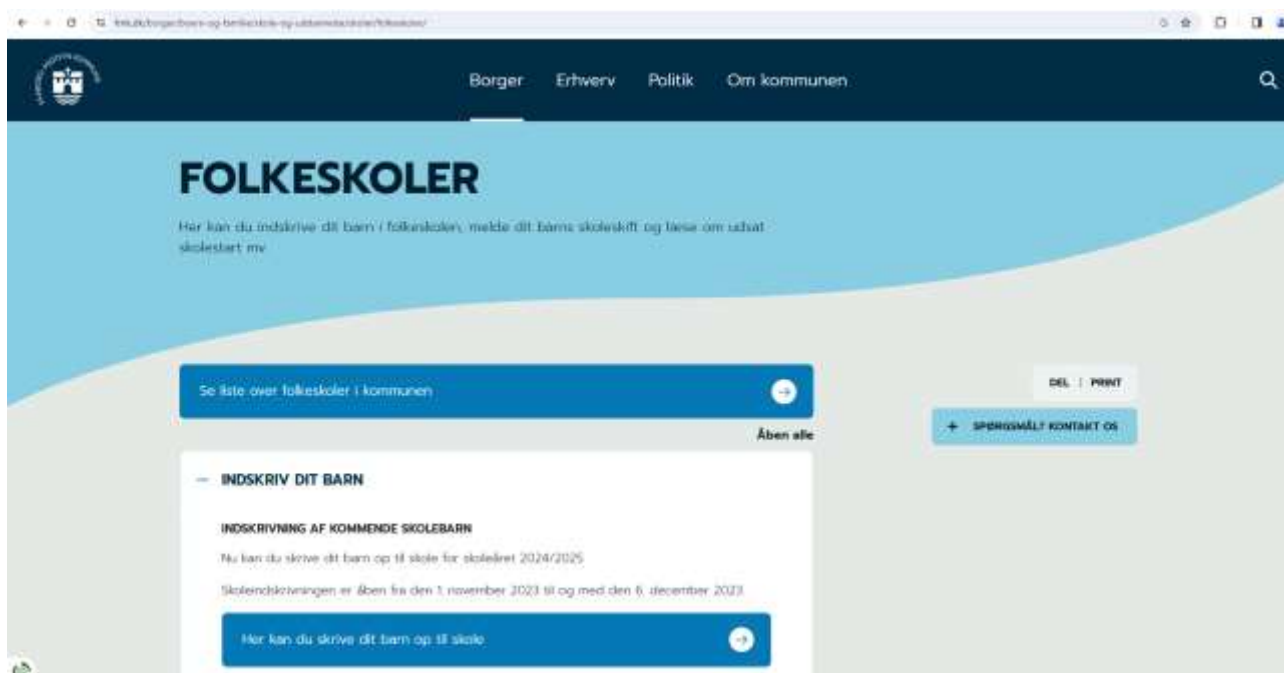 Borger Erhverv Politik Om kommunen
FOLKESKOLER
Her kan du indskrive dit barn i folkeskolen, melde dit barns skoleskift og læse om udsat
skolestart mv
Se liste over folkeskoler i kommunen
DEL | PRINT
Åben alle
+ SPØRGSMÅL? KONTAKT OS
INDSKRIV DIT BARN
INDSKRIVNING AF KOMMENDE SKOLEBARN
Nu kan du skrive dit barn op til skole for skoleåret 2024/2025
Skoleindskrivningen er åben fra den 1. november 2023 til og med den 6. december 2023
Her kan du skrive dit barn op til skole